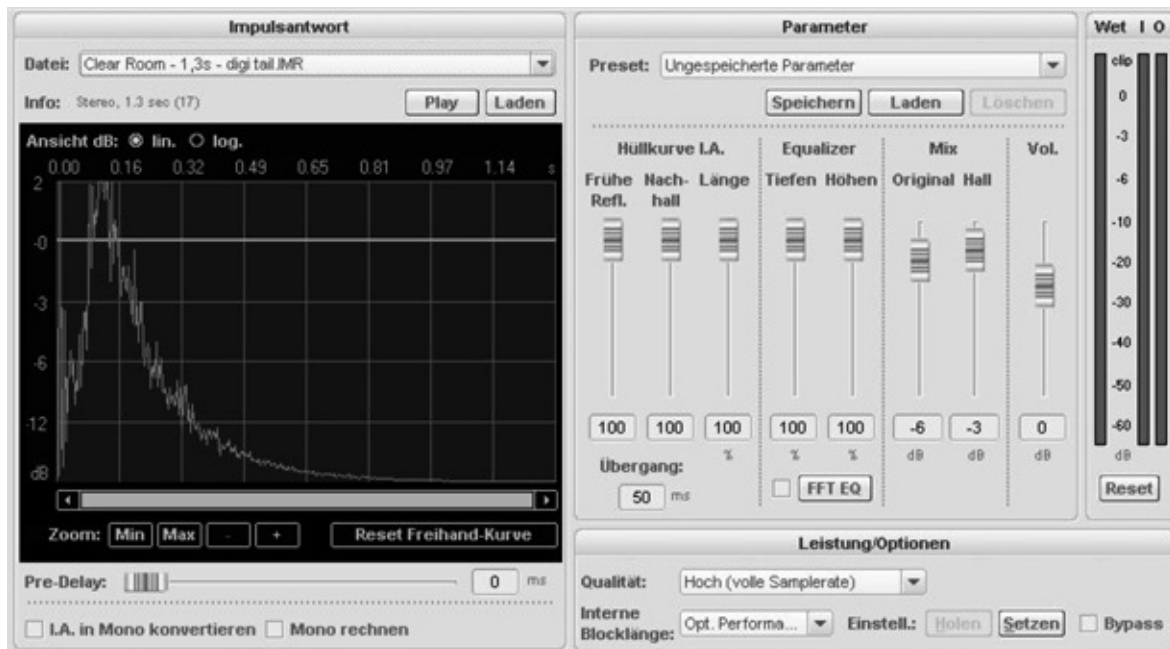 Impulsantwort
Datei: Clear Room - 1,3s - digi tail.IMR
Info: Stereo, 1.3 sec (17) Play Laden
Ansicht dB: lin. log.
0.00 0.16 0.32 0.49 0.65 0.81 0.97 1.14 s
2
-0
-3
-6
-12
dB
Zoom: Min Max - + Reset Freihand-Kurve
Pre-Delay: 0 ms
I.A. in Mono konvertieren Mono rechnen
Parameter
Preset: Ungespeicherte Parameter
Speichern Laden Löschen
Hüllkurve I.A. Equalizer Mix Vol.
Frühe Nach- Länge Tiefen Höhen Original Hall
Refl. hall
100 100 100 100 100 -6 -3 0
% % % dB dB dB
Übergang:
50 ms FFT EQ
Wet I O
clip
0
-3
-6
-10
-20
-30
-40
-50
-60
dB
Reset
Leistung/Optionen
Qualität: Hoch (volle Samplerate)
Interne
Blocklänge: Opt. Performa... Einstell.: Holen Setzen Bypass